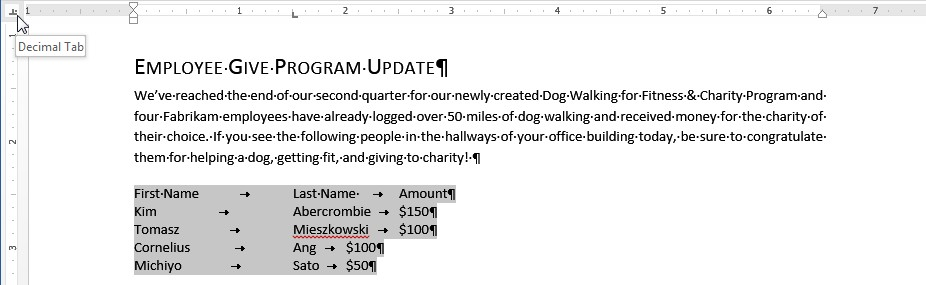 1 1 2 3 4 5 6 7
Decimal Tab
1
EMPLOYEE·GIVE·PROGRAM·UPDATE¶
We’ve·reached·the·end·of·our·second·quarter·for·our·newly·created·Dog·Walking·for·Fitness·&·Charity·Program·and·
four·Fabrikam·employees·have·already·logged·over·50·miles·of·dog·walking·and·received·money·for·the·charity·of·
their·choice.·If·you·see·the·following·people·in·the·hallways·of·your·office·building·today,·be·sure·to·congratulate·
2
them·for·helping·a·dog,·getting·fit,·and·giving·to·charity!·¶
First·Name → Last·Name· → Amount¶
Kim → Abercrombie → $150¶
Tomasz → Mieszkowski → $100¶
3
Cornelius → Ang → $100¶
Michiyo → Sato → $50¶